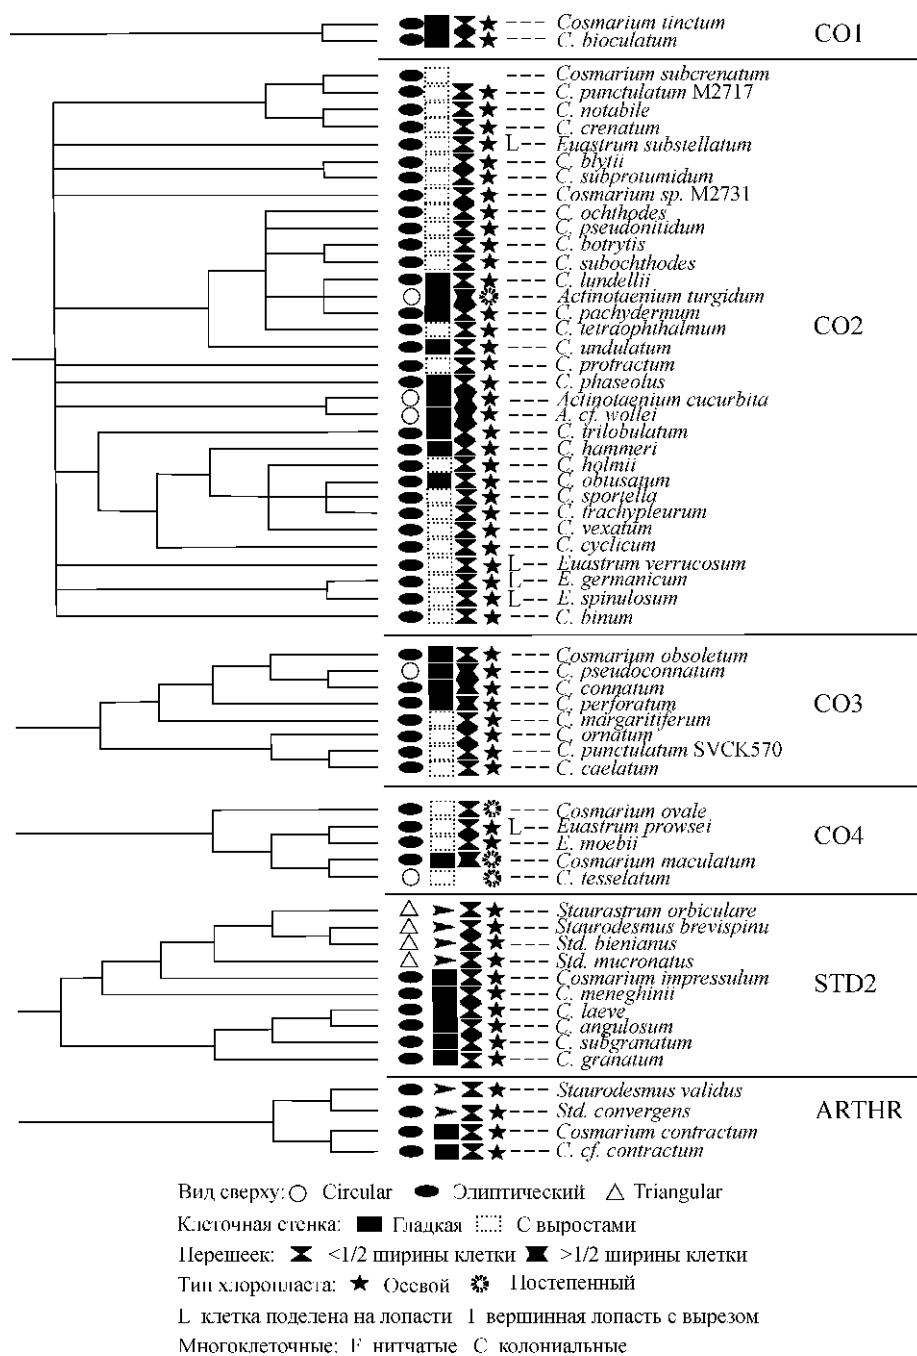 Cosmarium tinctum
C. bioculatum
CO1
Cosmarium subcrenatum
C. punctulatum M2717
C. notabile
C. crenatum
L Euastrum substellatum
C. blytii
C. subprotumidum
Cosmarium sp. M2731
C. ochthodes
C. pseudonitidum
C. botrytis
C. subochthodes
C. lundellii
Actinotaenium turgidum
C. pachydermum
C. tetraophthalmum
CO2
C. undulatum
C. protractum
C. phaseolus
Actinotaenium cucurbita
A. cf. wollei
C. trilobulatum
C. hammeri
C. holmii
C. obtusatum
C. sportella
C. trachypleurum
C. vexatum
C. cyclicum
L Euastrum verrucosum
L E. germanicum
L E. spinulosum
C. binum
Cosmarium obsoletum
C. pseudoconnatum
C. connatum
C. perforatum
CO3
C. margaritiferum
C. ornatum
C. punctulatum SVCK570
C. caelatum
Cosmarium ovale
L Euastrum prowsei
E. moebii
CO4
Cosmarium maculatum
C. tesselatum
Staurastrum orbiculare
Staurodesmus brevispinu
Std. bienianus
Std. mucronatus
Cosmarium impressulum
STD2
C. meneghinii
C. laeve
C. angulosum
C. subgranatum
C. granatum
Staurodesmus validus
Std. convergens
ARTHR
Cosmarium contractum
C. cf. contractum
Вид сверху: Circular Элиптический Triangular
Клеточная стенка: Гладкая С выростами
Перешеек: <1/2 ширины клетки >1/2 ширины клетки
Тип хлоропласта: Осевой Постепенный
L клетка поделена на лопасти I вершинная лопасть с вырезом
Многоклеточные: F нитчатые C колониальные